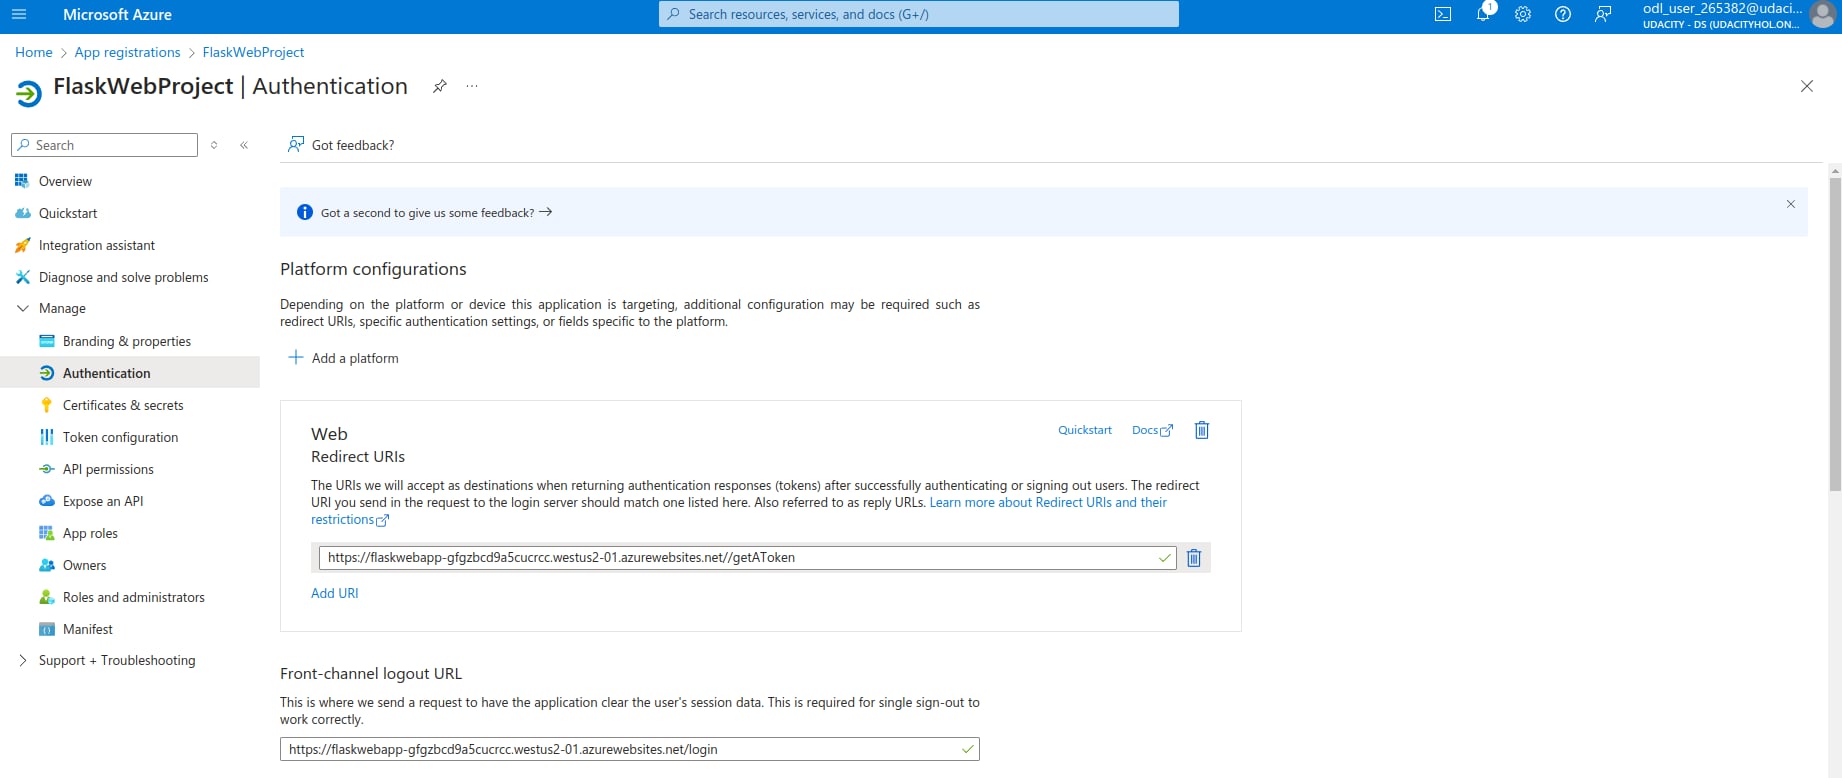 Microsoft Azure
Search resources, services, and docs (G+/)
1
odl_user_265382@udaci...
UDACITY - DS (UDACITYHOL.ON...
Home > App registrations > FlaskWebProject
FlaskWebProject | Authentication
Search
Got feedback?
Overview
Quickstart
Integration assistant
Diagnose and solve problems
Manage
Branding & properties
Authentication
Certificates & secrets
Token configuration
API permissions
Expose an API
App roles
Owners
Roles and administrators
Manifest
Support + Troubleshooting
Got a second to give us some feedback?
Platform configurations
Depending on the platform or device this application is targeting, additional configuration may be required such as
redirect URIs, specific authentication settings, or fields specific to the platform.
Add a platform
Web
Quickstart
Docs
Redirect URIs
The URIs we will accept as destinations when returning authentication responses (tokens) after successfully authenticating or signing out users. The redirect
URI you send in the request to the login server should match one listed here. Also referred to as reply URLs. Learn more about Redirect URIs and their
restrictions
https://flaskwebapp-gfgzbcd9a5cucrcc.westus2-01.azurewebsites.net//getAToken
Add URI
Front-channel logout URL
This is where we send a request to have the application clear the user's session data. This is required for single sign-out to
work correctly.
https://flaskwebapp-gfgzbcd9a5cucrcc.westus2-01.azurewebsites.net/login